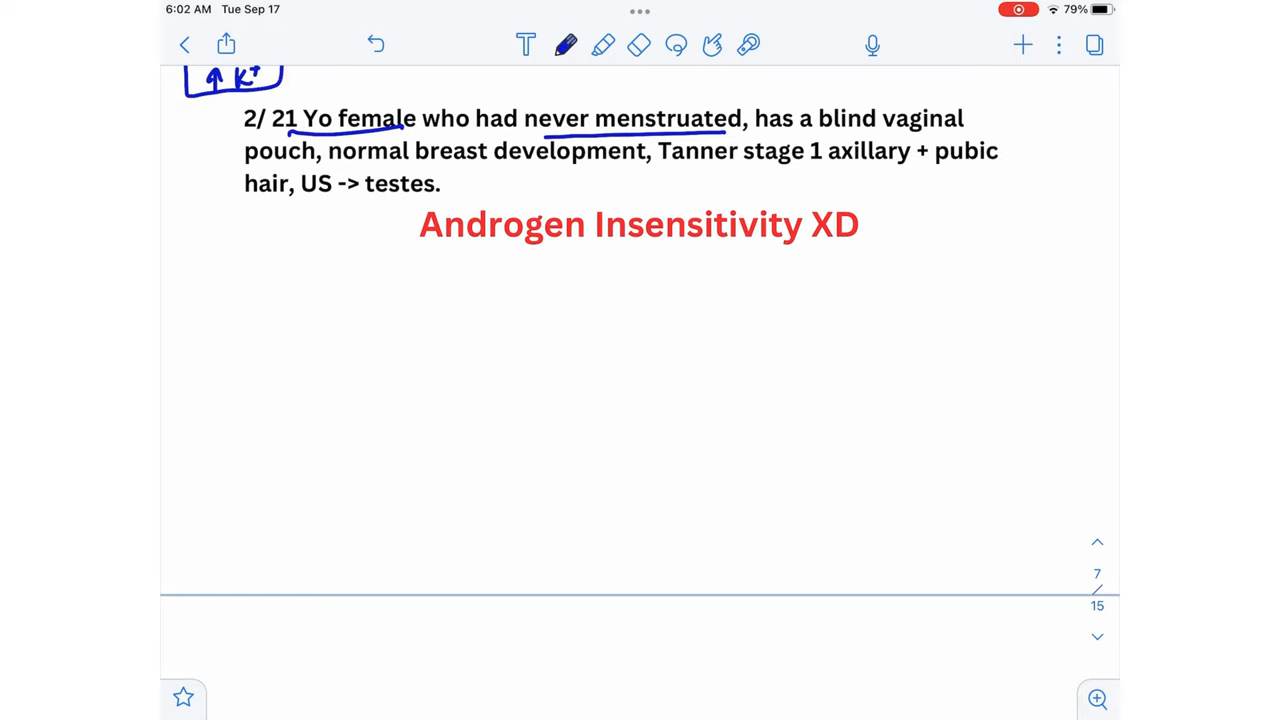 6:02 AM Tue Sep 17
79%
T
↑ K+
2/ 21 Yo female who had never menstruated, has a blind vaginal
pouch, normal breast development, Tanner stage 1 axillary + pubic
hair, US -> testes.
Androgen Insensitivity XD
7
/
15